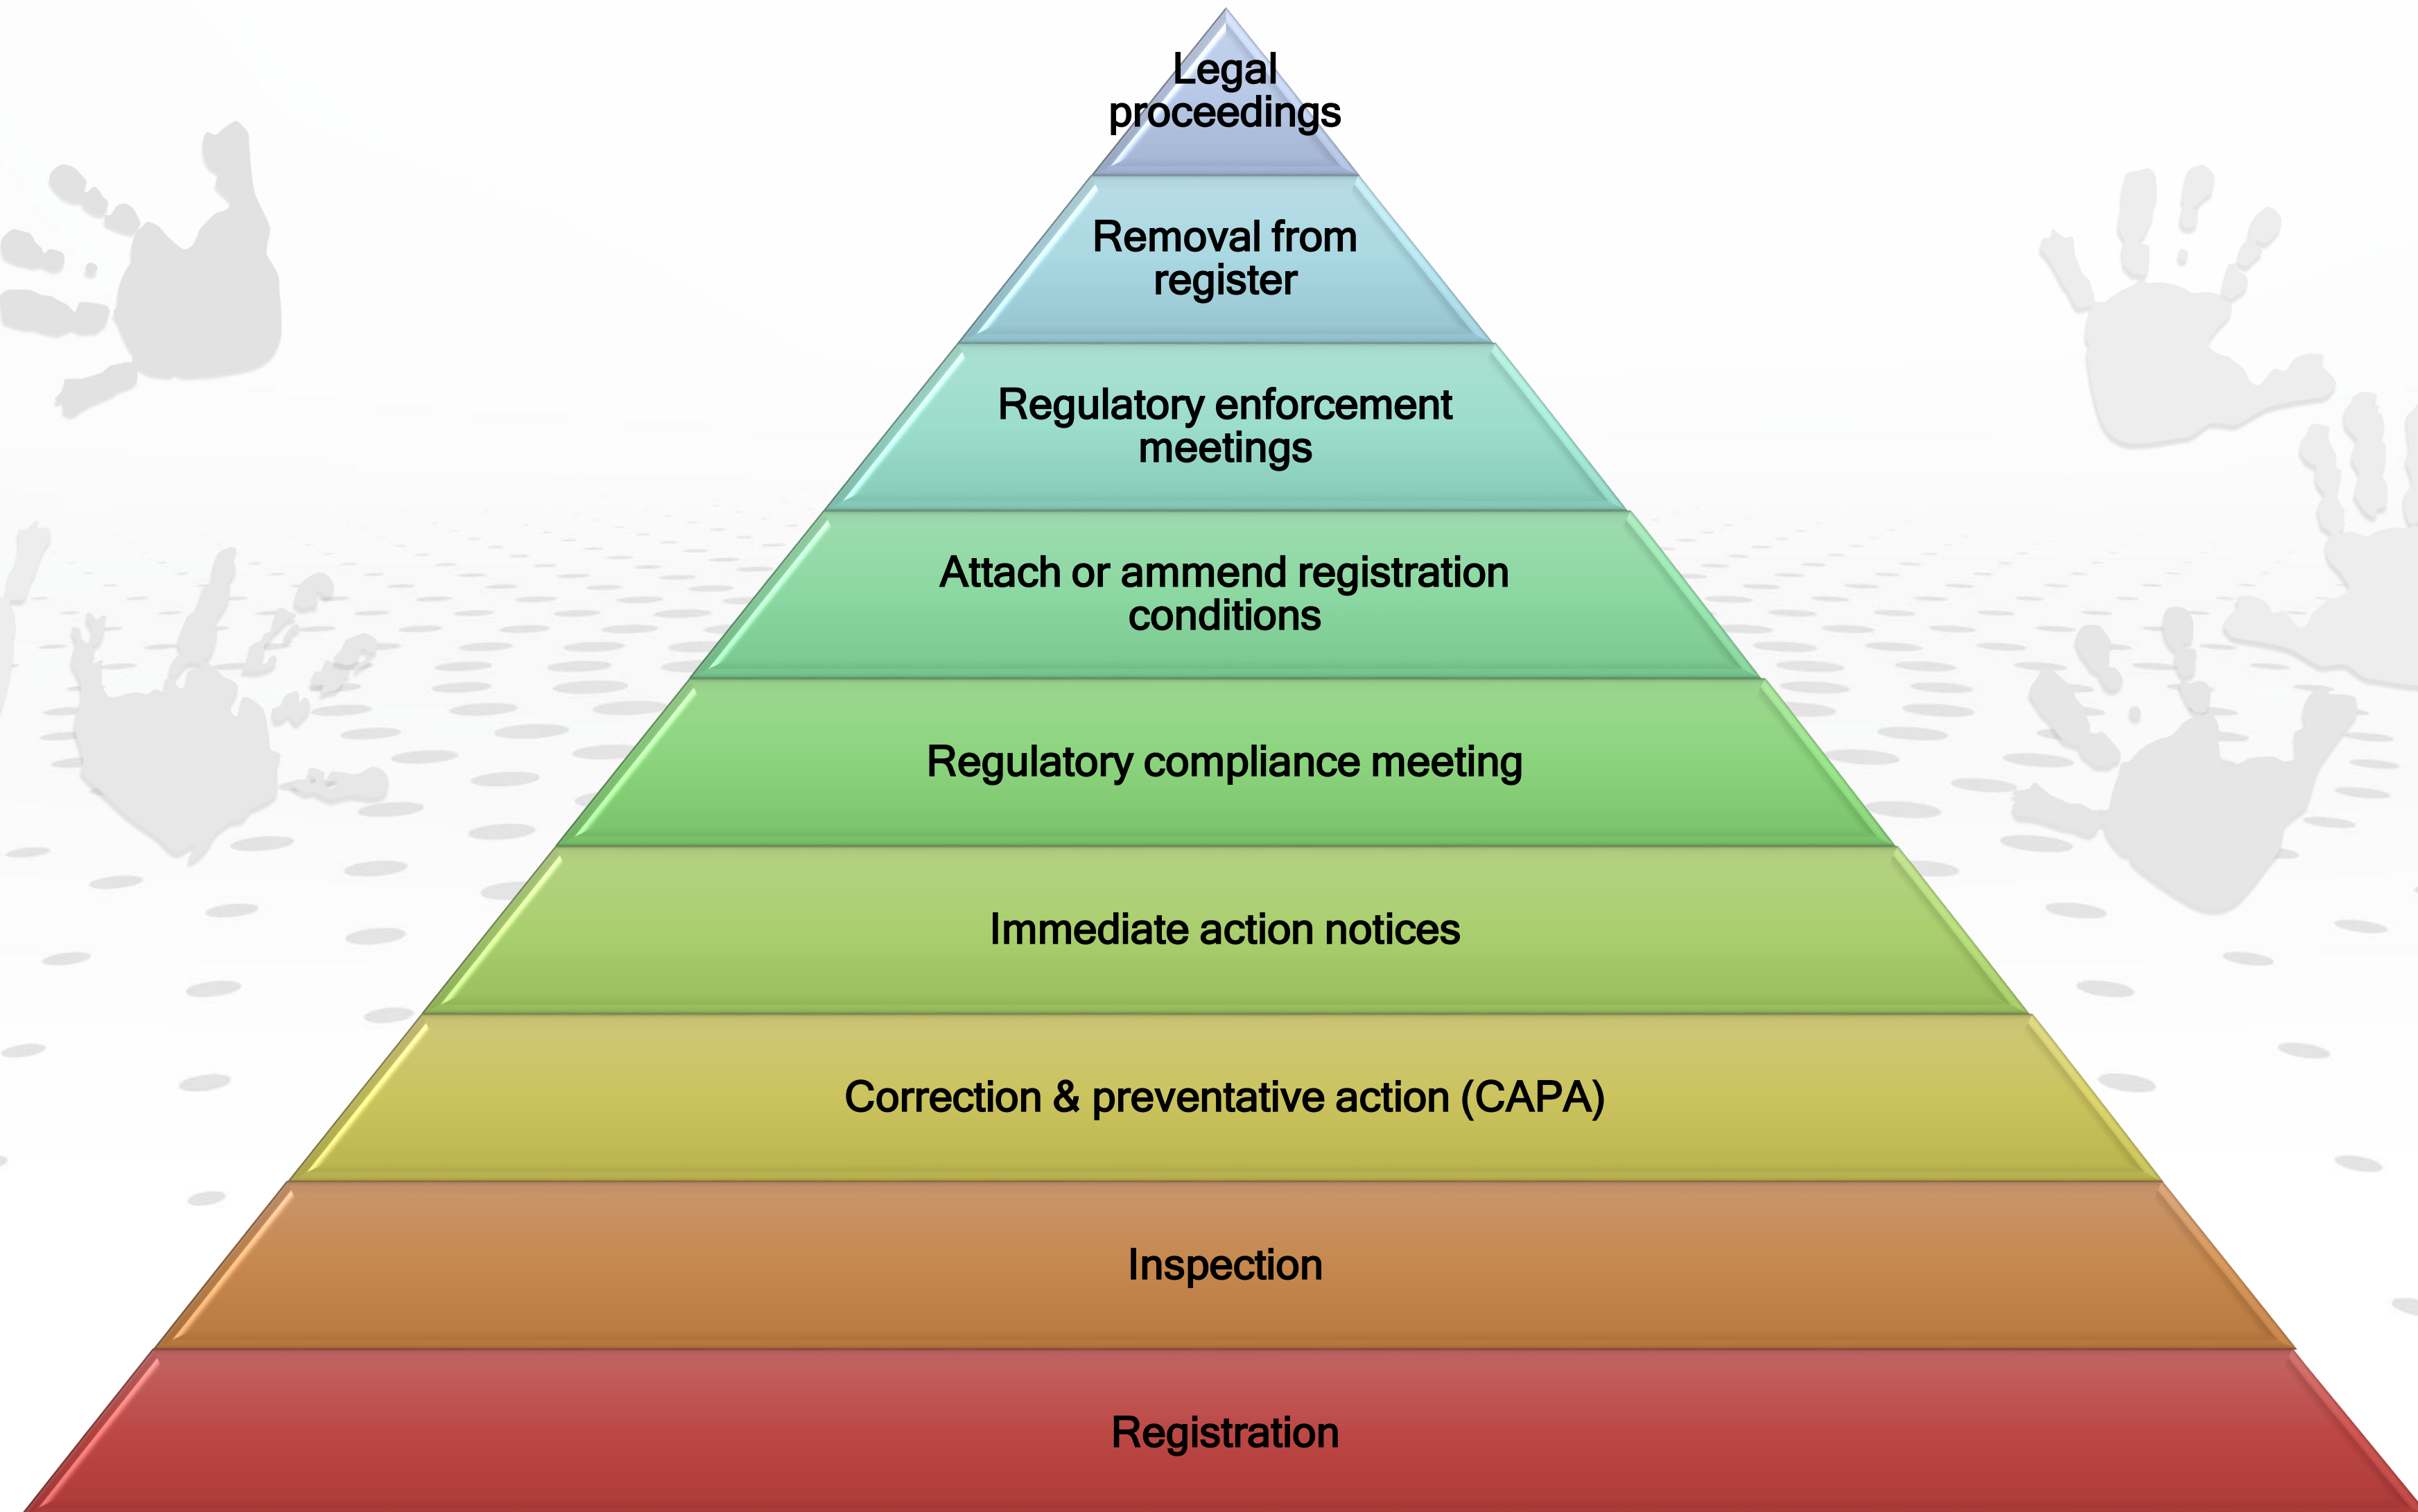 Legal
proceedings
Removal from
register
Regulatory enforcement
meetings
Attach or ammend registration
conditions
Regulatory compliance meeting
Immediate action notices
Correction & preventative action (CAPA)
Inspection
Registration